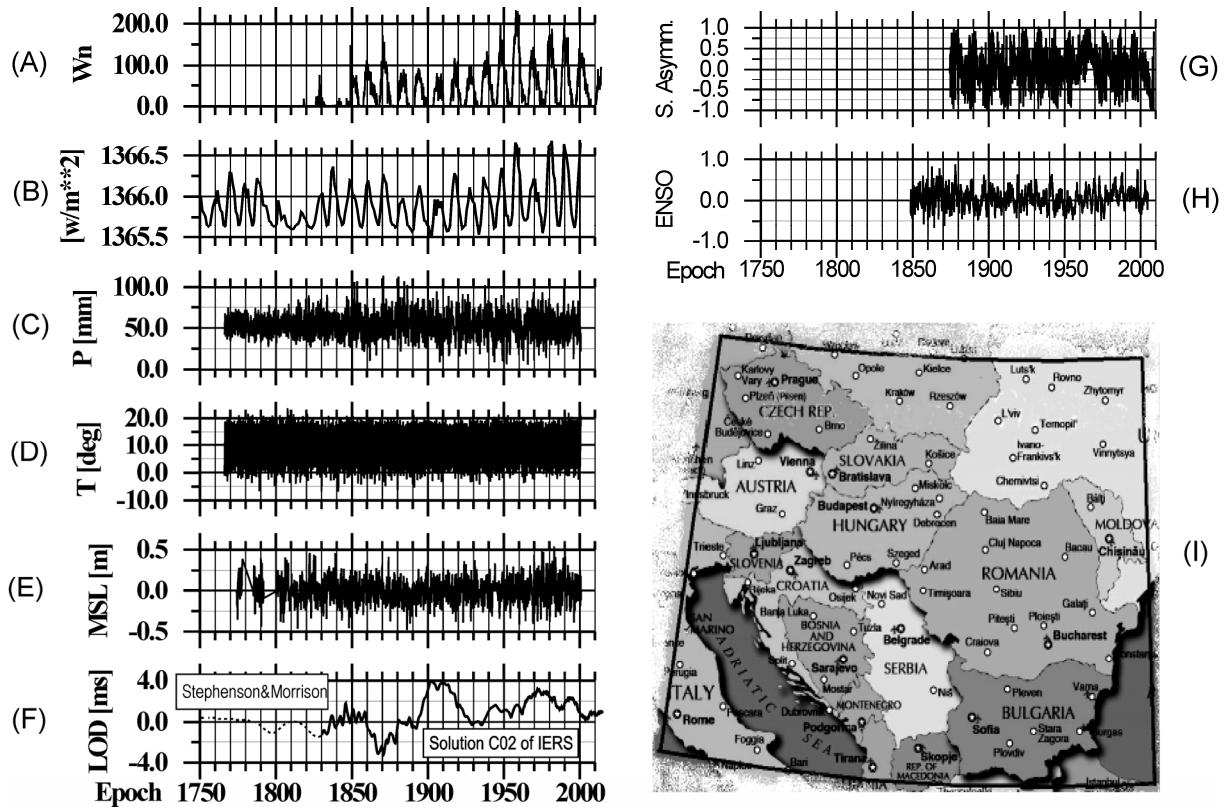 (A)
Wn
200.0
100.0
0.0
(B)
[w/m**2]
1366.5
1366.0
1365.5
(C)
P [mm]
100.0
50.0
0.0
(D)
T [deg]
20.0
10.0
0.0
-10.0
(E)
MSL [m]
0.5
0.0
-0.5
(F)
LOD [ms]
4.0
2.0
0.0
-4.0
Stephenson&Morrison
Solution C02 of IERS
Epoch 1750 1800 1850 1900 1950 2000
S. Asymm.
1.0
0.5
0.0
-0.5
-1.0
(G)
ENSO
1.0
0.0
-1.0
(H)
Epoch 1750 1800 1850 1900 1950 2000
(I)
Karlovy
Vary
Prague
Opole
Kielce
Luts'k
Rovno
Zhytomyr
Plzeň (Pilsen)
Kraków
Rzeszów
CZECH REP.
L'viv
Ternopil'
České
Budějovice
Brno
Žilina
Ivano-
Frankivs'k
Vinnytsya
Linz
Vienna
SLOVAKIA
Košice
Bratislava
Chernivtsi
AUSTRIA
Miskolc
Innsbruck
Budapest
Nyíregyháza
Bălţi
Graz
HUNGARY
Debrecen
Baia Mare
MOLDOVA
Chişinău
Trieste
Ljubljana
Cluj Napoca
Bacau
SLOVENIA
Zagreb
Pécs
Szeged
Arad
ROMANIA
Rijeka
CROATIA
Osijek
Novi Sad
Timişoara
Sibiu
Galaţi
SAN
MARINO
Banja Luka
BOSNIA
AND
HERZEGOVINA
Tuzla
Belgrade
Piteşti
Ploieşti
Craiova
Bucharest
Split
Sarajevo
SERBIA
Perugia
ADRIATIC SEA
Mostar
Niš
Pleven
Varna
ITALY
Pescara
Dubrovnik
MONTENEGRO
BULGARIA
Rome
Podgorica
Sofia
Stara
Zagora
Burgas
Foggia
Skopje
Plovdiv
Bari
Tirana
REP. OF
MACEDONIA
Istanbul